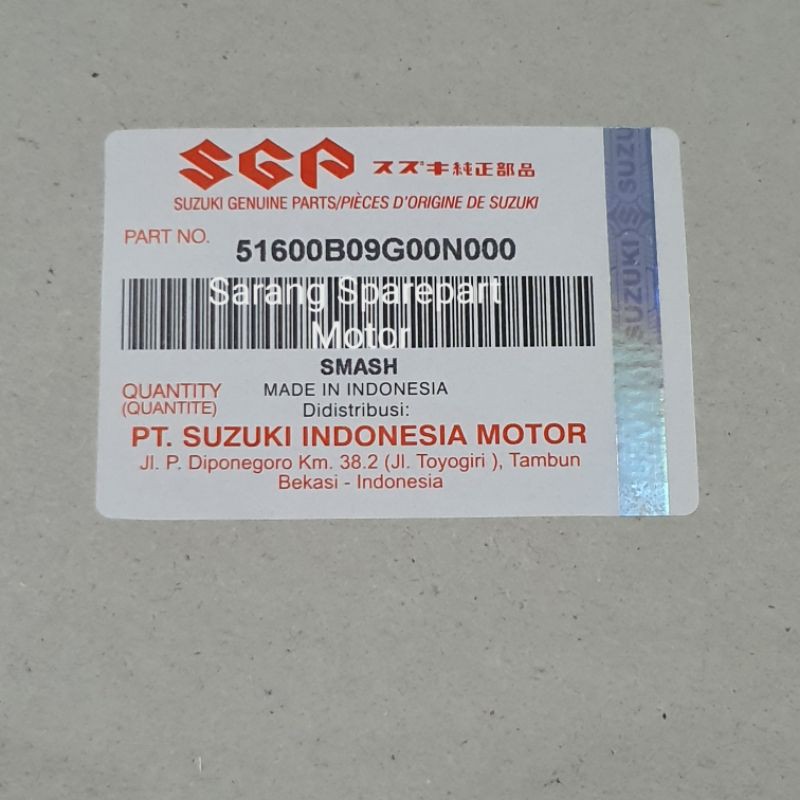 SGP スズキ純正部品
SUZUKI GENUINE PARTS/PIÈCES D'ORIGINE DE SUZUKI
PART NO. 51600B09G00N000
Sarang Sparepart
Motor
SMASH
QUANTITY
(QUANTITE)
MADE IN INDONESIA
Didistribusi:
PT. SUZUKI INDONESIA MOTOR
Jl. P. Diponegoro Km. 38.2 (Jl. Toyogiri ), Tambun
Bekasi - Indonesia
SUZUKI